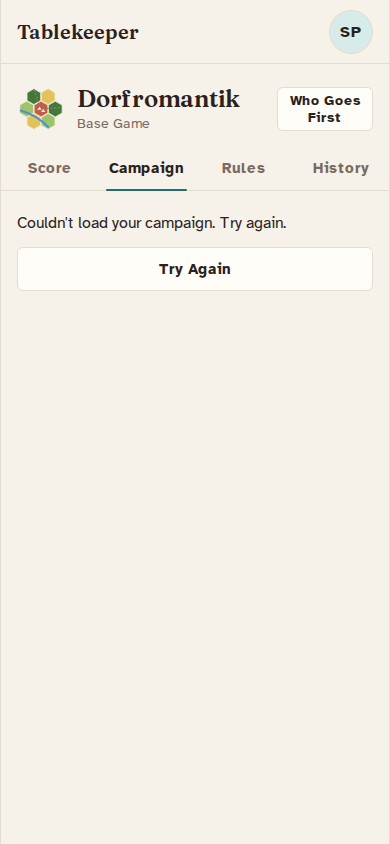 Tablekeeper
SP
Dorfromantik
Base Game
Who Goes
First
Score
Campaign
Rules
History
Couldn't load your campaign. Try again.
Try Again